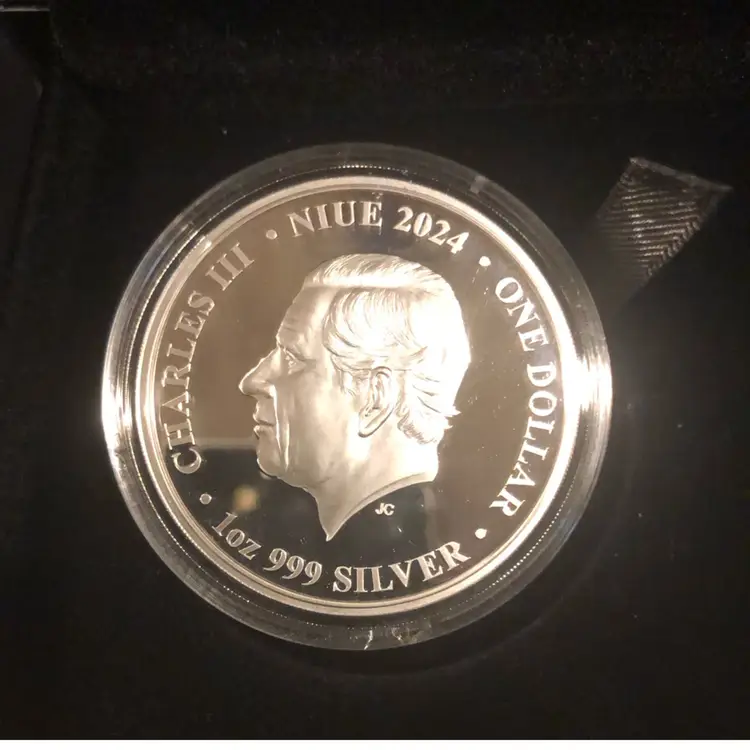 CHARLES III • NIUE 2024 • ONE DOLLAR •
1oz 999 SILVER •
JC